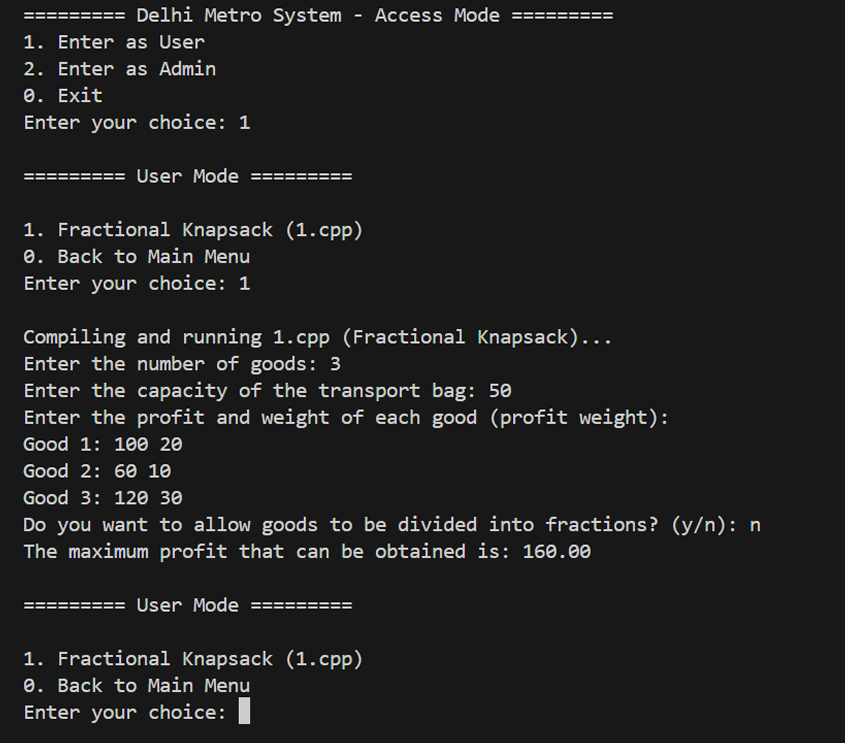 ========= Delhi Metro System - Access Mode =========
1. Enter as User
2. Enter as Admin
0. Exit
Enter your choice: 1
========= User Mode =========
1. Fractional Knapsack (1.cpp)
0. Back to Main Menu
Enter your choice: 1
Compiling and running 1.cpp (Fractional Knapsack)...
Enter the number of goods: 3
Enter the capacity of the transport bag: 50
Enter the profit and weight of each good (profit weight):
Good 1: 100 20
Good 2: 60 10
Good 3: 120 30
Do you want to allow goods to be divided into fractions? (y/n): n
The maximum profit that can be obtained is: 160.00
========= User Mode =========
1. Fractional Knapsack (1.cpp)
0. Back to Main Menu
Enter your choice: